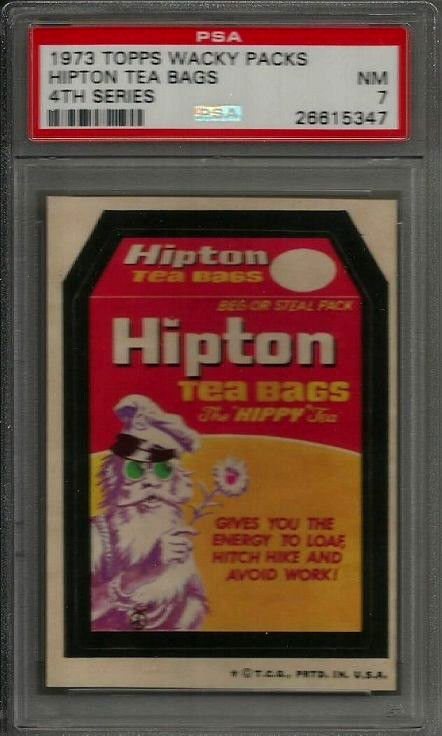 PSA
1973 TOPPS WACKY PACKS
HIPTON TEA BAGS NM
4TH SERIES 7
PSA 26615347
Hipton
Tea Bags
BEG OR STEAL PACK
Hipton
Tea Bags
The "HIPPY" Tea
GIVES YOU THE
ENERGY TO LOAF,
HITCH HIKE AND
AVOID WORK!
* © T.C.G., PRTD. IN. U.S.A.